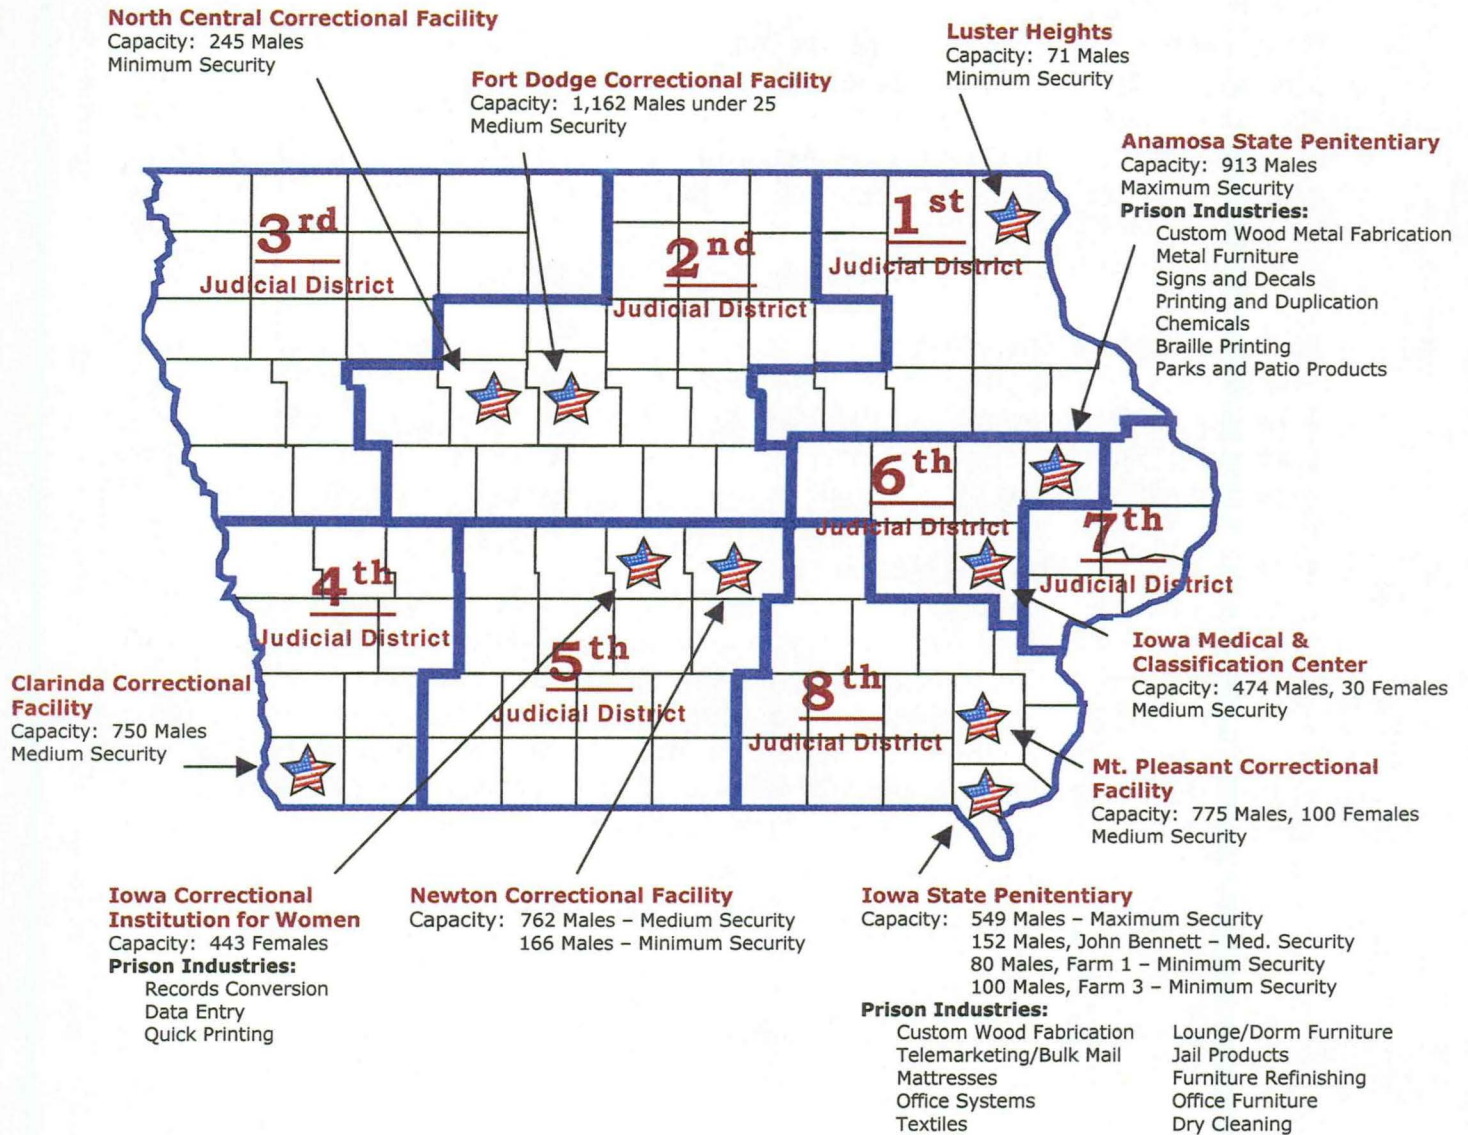 North Central Correctional Facility
Capacity: 245 Males
Minimum Security
Fort Dodge Correctional Facility
Capacity: 1,162 Males under 25
Medium Security
Luster Heights
Capacity: 71 Males
Minimum Security
Anamosa State Penitentiary
Capacity: 913 Males
Maximum Security
Prison Industries:
Custom Wood Metal Fabrication
Metal Furniture
Signs and Decals
Printing and Duplication
Chemicals
Braille Printing
Parks and Patio Products
3rd
Judicial District
2nd
Judicial District
1st
Judicial District
6th
Judicial District
7th
Judicial District
4th
Judicial District
5th
Judicial District
8th
Judicial District
Iowa Medical &
Classification Center
Capacity: 474 Males, 30 Females
Medium Security
Clarinda Correctional
Facility
Capacity: 750 Males
Medium Security
Mt. Pleasant Correctional
Facility
Capacity: 775 Males, 100 Females
Medium Security
Iowa Correctional
Institution for Women
Capacity: 443 Females
Prison Industries:
Records Conversion
Data Entry
Quick Printing
Newton Correctional Facility
Capacity: 762 Males – Medium Security
166 Males – Minimum Security
Iowa State Penitentiary
Capacity: 549 Males – Maximum Security
152 Males, John Bennett – Med. Security
80 Males, Farm 1 – Minimum Security
100 Males, Farm 3 – Minimum Security
Prison Industries:
Custom Wood Fabrication
Telemarketing/Bulk Mail
Mattresses
Office Systems
Textiles
Lounge/Dorm Furniture
Jail Products
Furniture Refinishing
Office Furniture
Dry Cleaning